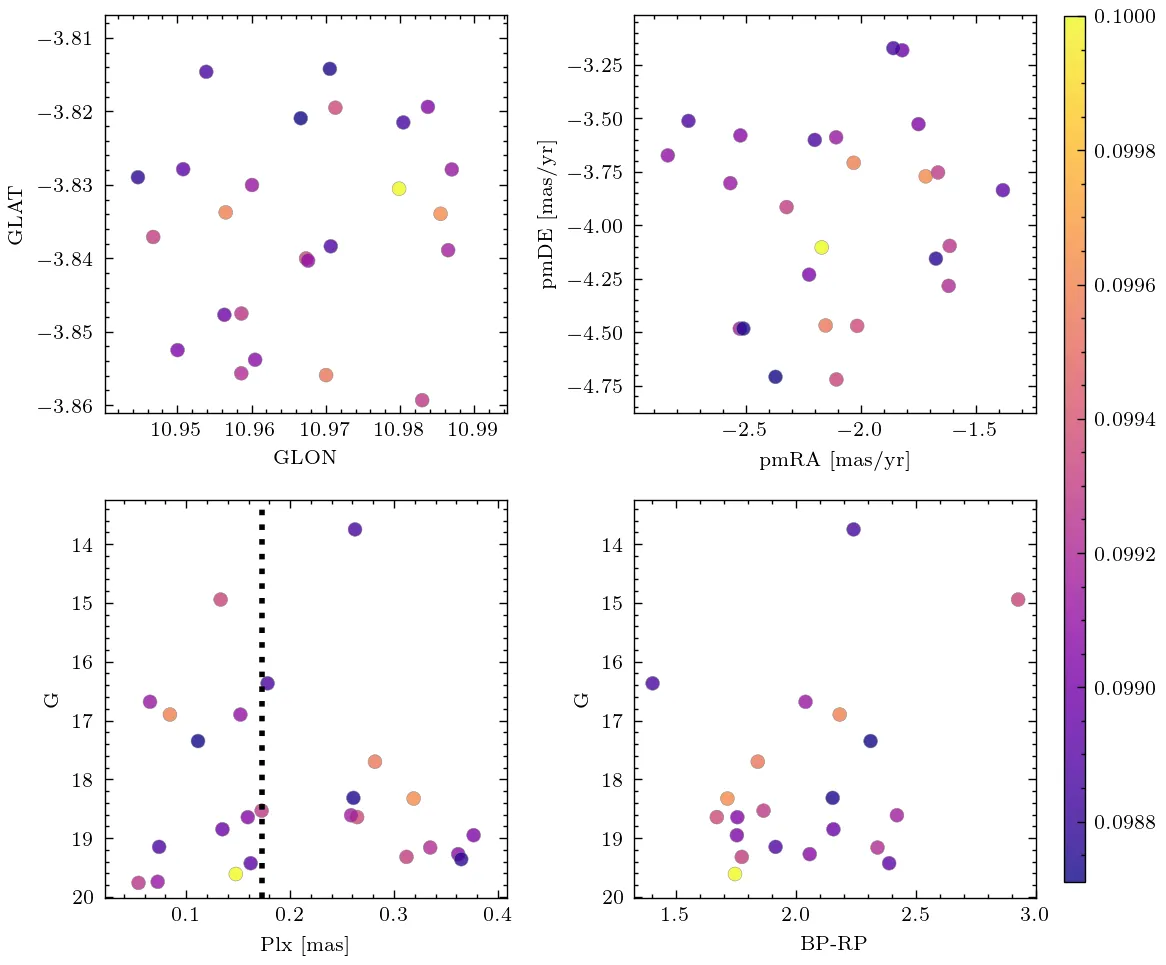 −3.81
−3.82
−3.83
−3.84
−3.85
−3.86
GLAT
10.95 10.96 10.97 10.98 10.99
GLON
−3.25
−3.50
−3.75
−4.00
−4.25
−4.50
−4.75
pmDE [mas/yr]
−2.5 −2.0 −1.5
pmRA [mas/yr]
14
15
16
17
18
19
20
G
0.1 0.2 0.3 0.4
Plx [mas]
14
15
16
17
18
19
20
G
1.5 2.0 2.5 3.0
BP-RP
0.1000
0.0998
0.0996
0.0994
0.0992
0.0990
0.0988